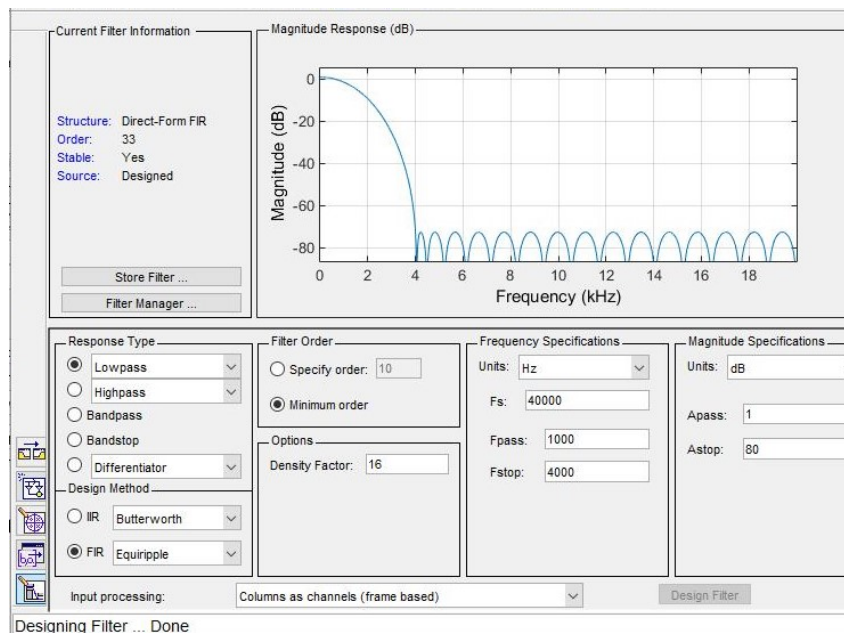 Current Filter Information
Structure: Direct-Form FIR
Order: 33
Stable: Yes
Source: Designed
Store Filter ...
Filter Manager ...
Magnitude Response (dB)
Magnitude (dB)
0
-20
-40
-60
-80
0 2 4 6 8 10 12 14 16 18
Frequency (kHz)
Response Type
Lowpass
Highpass
Bandpass
Bandstop
Differentiator
Design Method
IIR Butterworth
FIR Equiripple
Filter Order
Specify order: 10
Minimum order
Options
Density Factor: 16
Frequency Specifications
Units: Hz
Fs: 40000
Fpass: 1000
Fstop: 4000
Magnitude Specifications
Units: dB
Apass: 1
Astop: 80
Input processing: Columns as channels (frame based)
Design Filter
Designing Filter ... Done